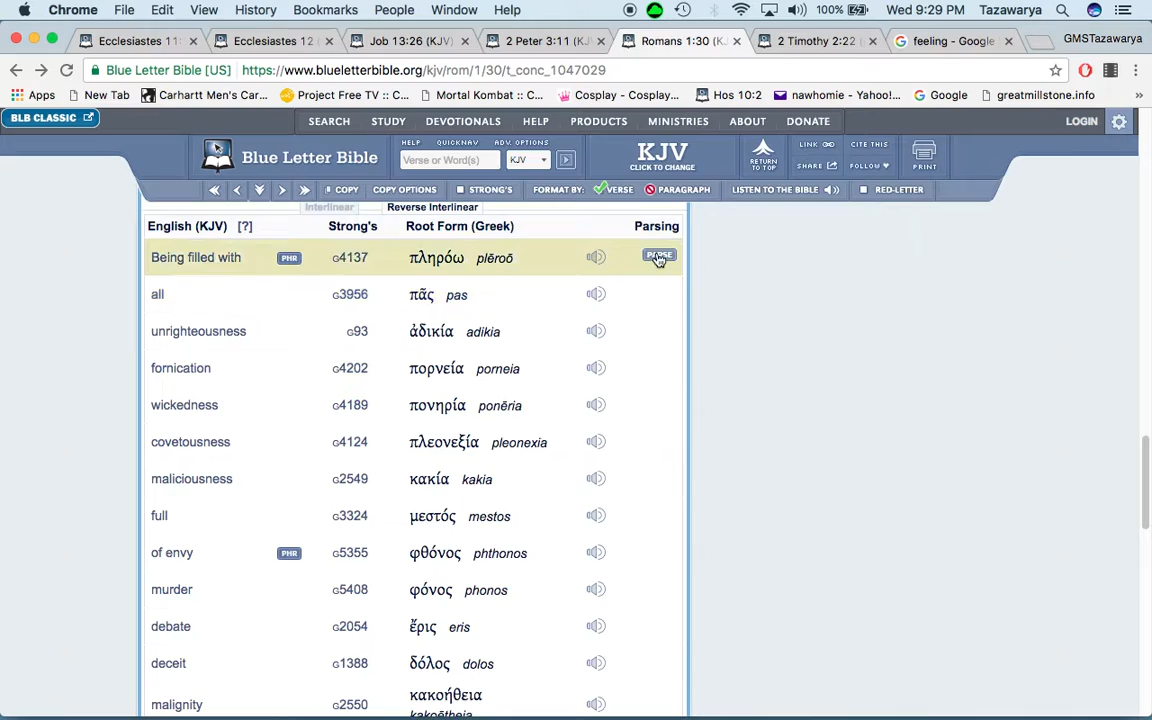 Chrome File Edit View History Bookmarks People Window Help 100% Wed 9:29 PM Tazawarya
Ecclesiastes 11: Ecclesiastes 12 ( Job 13:26 (KJV) 2 Peter 3:11 (KJ Romans 1:30 (KJ 2 Timothy 2:22 ( feeling - Google GMSTazawarya
Blue Letter Bible [US] https://www.blueletterbible.org/kjv/rom/1/30/t_conc_1047029
Apps New Tab Carhartt Men's Car... Project Free TV :: C... Mortal Kombat :: C... Cosplay - Cosplay... Hos 10:2 nawhomie - Yahoo!... Google greatmillstone.info »
BLB CLASSIC SEARCH STUDY DEVOTIONALS HELP PRODUCTS MINISTRIES ABOUT DONATE LOGIN
Blue Letter Bible HELP QUICKNAV ADV. OPTIONS KJV CLICK TO CHANGE RETURN TO TOP LINK CITE THIS
Verse or Word(s) KJV SHARE FOLLOW PRINT
COPY COPY OPTIONS STRONG'S FORMAT BY: VERSE PARAGRAPH LISTEN TO THE BIBLE RED-LETTER
Interlinear Reverse Interlinear
English (KJV) [?] Strong's Root Form (Greek) Parsing
Being filled with PHR G4137 πληρόω plēroō PARSE
all G3956 πᾶς pas
unrighteousness G93 ἀδικία adikia
fornication G4202 πορνεία porneia
wickedness G4189 πονηρία ponēria
covetousness G4124 πλεονεξία pleonexia
maliciousness G2549 κακία kakia
full G3324 μεστός mestos
of envy PHR G5355 φθόνος phthonos
murder G5408 φόνος phonos
debate G2054 ἔρις eris
deceit G1388 δόλος dolos
malignity G2550 κακοήθεια
kakoētheia